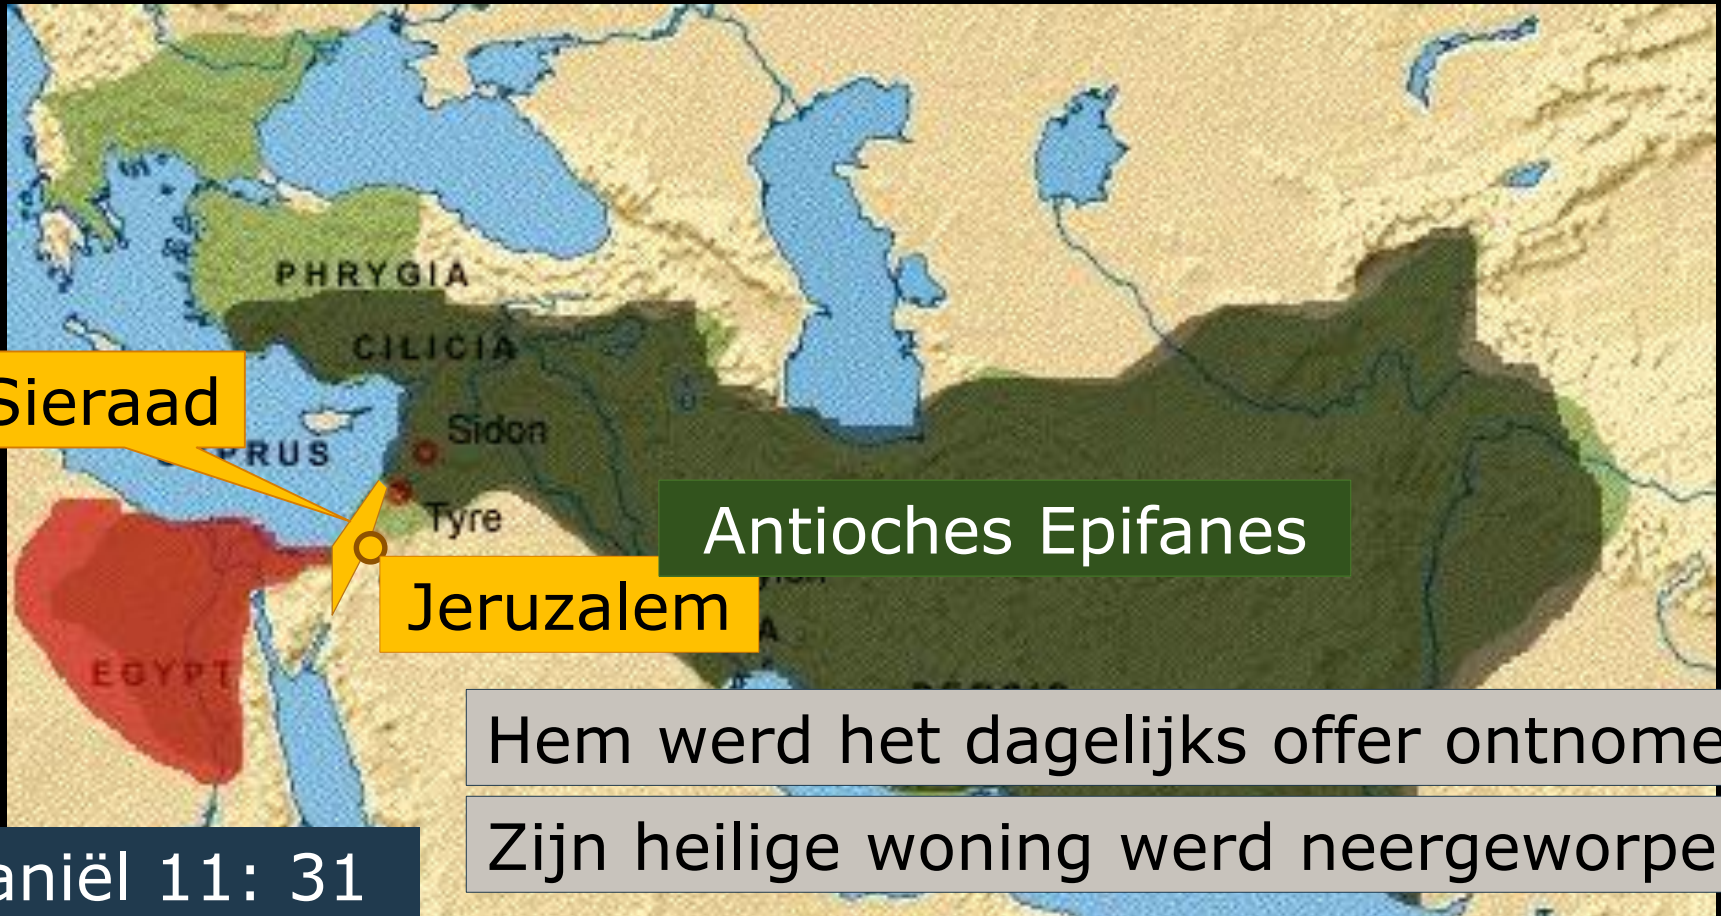 PHRYGIA
CILICIA
Sieraad
Sidon
PRUS
Tyre
Antioches Epifanes
Jeruzalem
EGYPT
Hem werd het dagelijks offer ontnome
Zijn heilige woning werd neergeworpe
aniël 11: 31